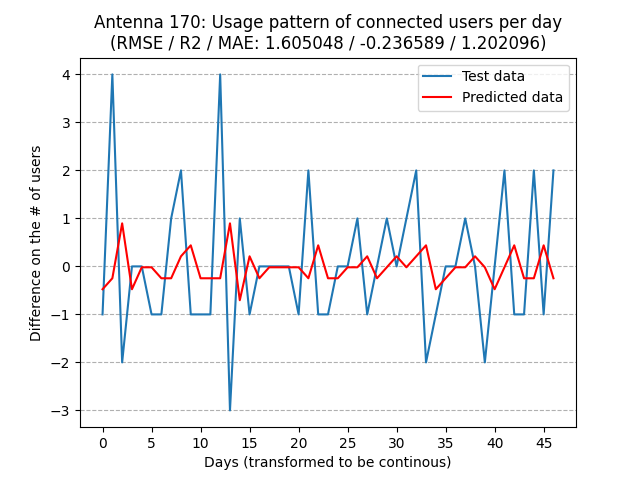 Antenna 170: Usage pattern of connected users per day
(RMSE / R2 / MAE: 1.605048 / -0.236589 / 1.202096)
Test data
Predicted data
4
3
2
1
0
−1
−2
−3
Difference on the # of users
0 5 10 15 20 25 30 35 40 45
Days (transformed to be continous)